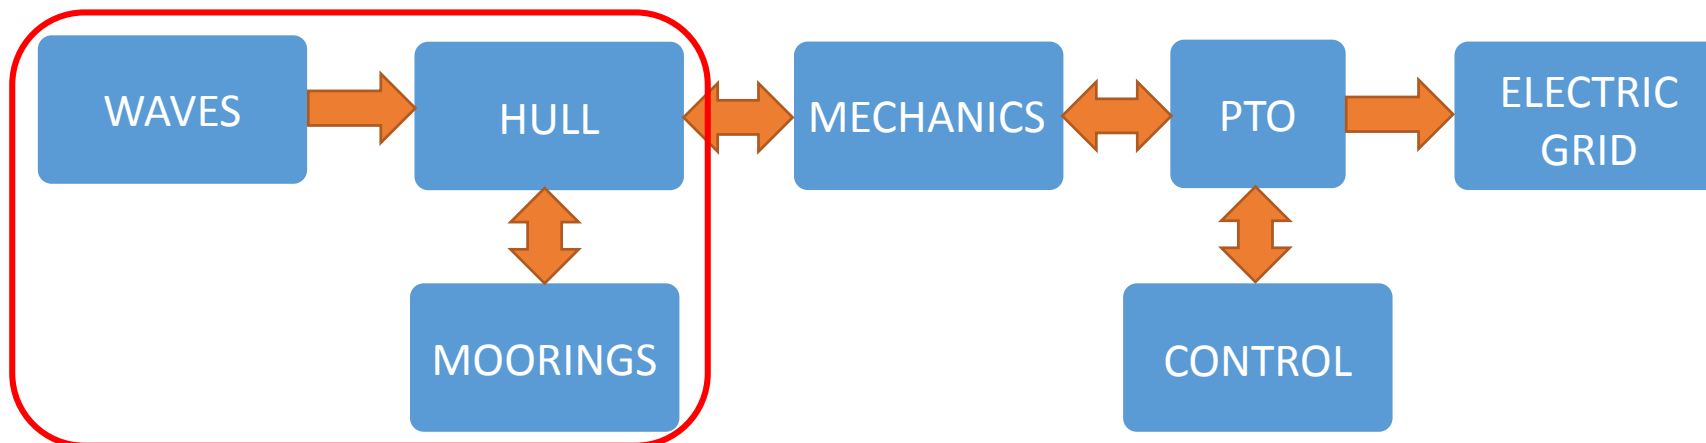 WAVES
HULL
MECHANICS
PTO
ELECTRIC
GRID
MOORINGS
CONTROL